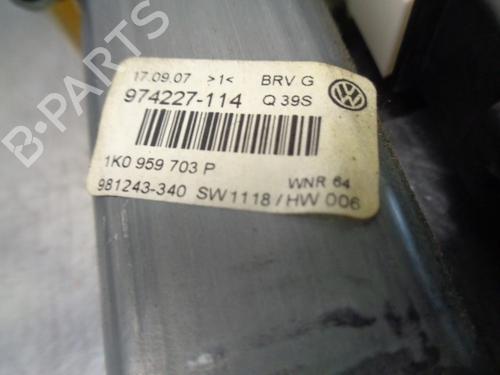 17.09.07 >1< BRV G
974227-114 Q 39S
1K0 959 703 P
WNR 64
981243-340 SW1118 / HW 006
B-PARTS